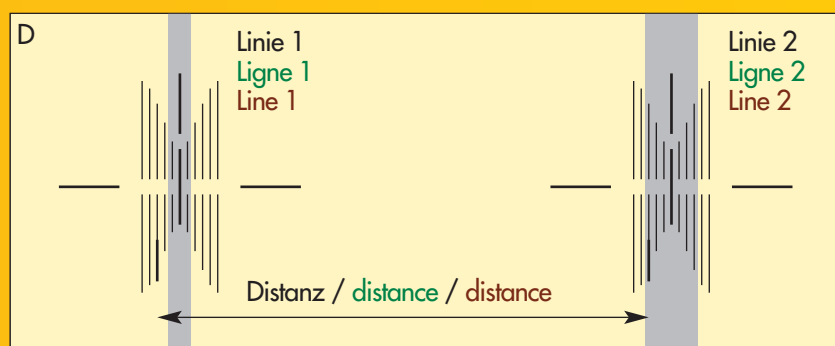 D
Linie 1
Ligne 1
Line 1
Linie 2
Ligne 2
Line 2
Distanz / distance / distance